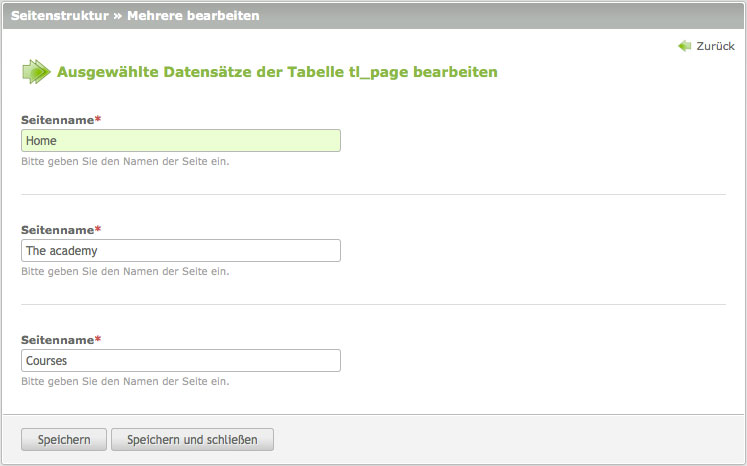 Seitenstruktur » Mehrere bearbeiten
Zurück
Ausgewählte Datensätze der Tabelle tl_page bearbeiten
Seitenname*
Home
Bitte geben Sie den Namen der Seite ein.
Seitenname*
The academy
Bitte geben Sie den Namen der Seite ein.
Seitenname*
Courses
Bitte geben Sie den Namen der Seite ein.
Speichern Speichern und schließen